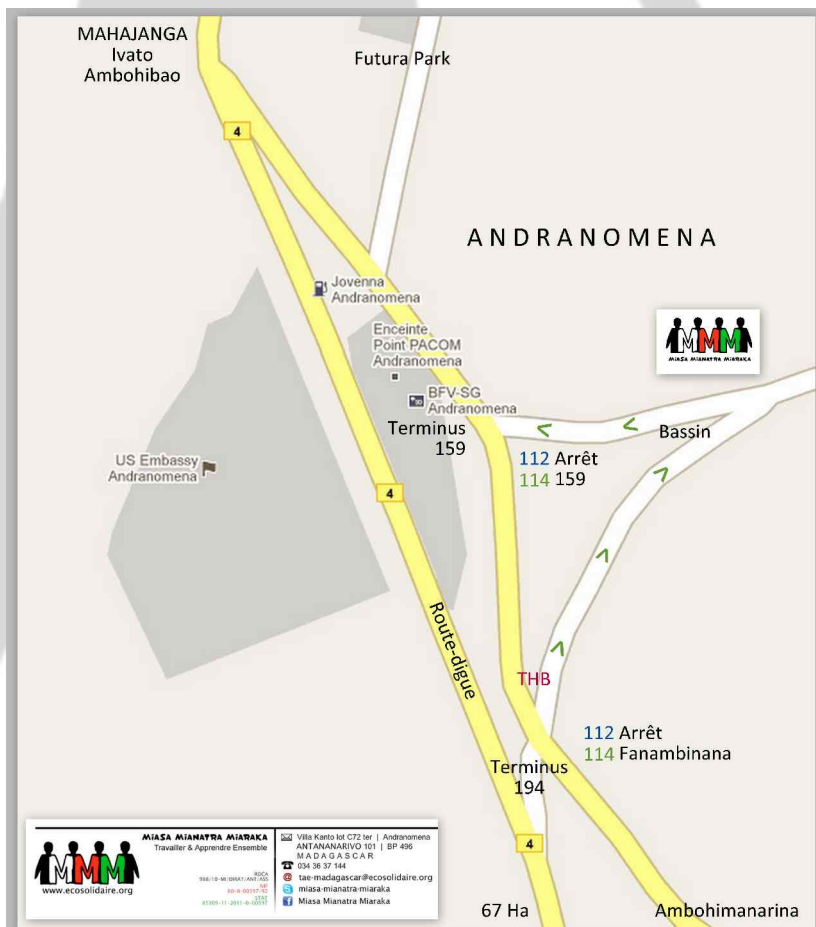 MAHAJANGA
Ivato
Ambohibao
Futura Park
4
ANDRANOMENA
Jovenna
Andranomena
MMM
MiASA MiANATRA MiARAKA
Enceinte
Point PACOM
Andranomena
BFV-SG
Andranomena
Terminus
159
Bassin
112 Arrêt
114 159
US Embassy
Andranomena
4
Route-digue
THB
112 Arrêt
114 Fanambinana
Terminus
194
4
67 Ha
Ambohimanarina
MMM
www.ecosolidaire.org
MiASA MiANATRA MiARAKA
Travailler & Apprendre Ensemble
Villa Kanto lot C72 ter | Andranomena
ANTANANARIVO 101 | BP 496
MADAGASCAR
034 36 37 144
@ tae-madagascar@ecosolidaire.org
miasa-mianatra-miaraka
Miasa Mianatra Miaraka
NIF
STAT